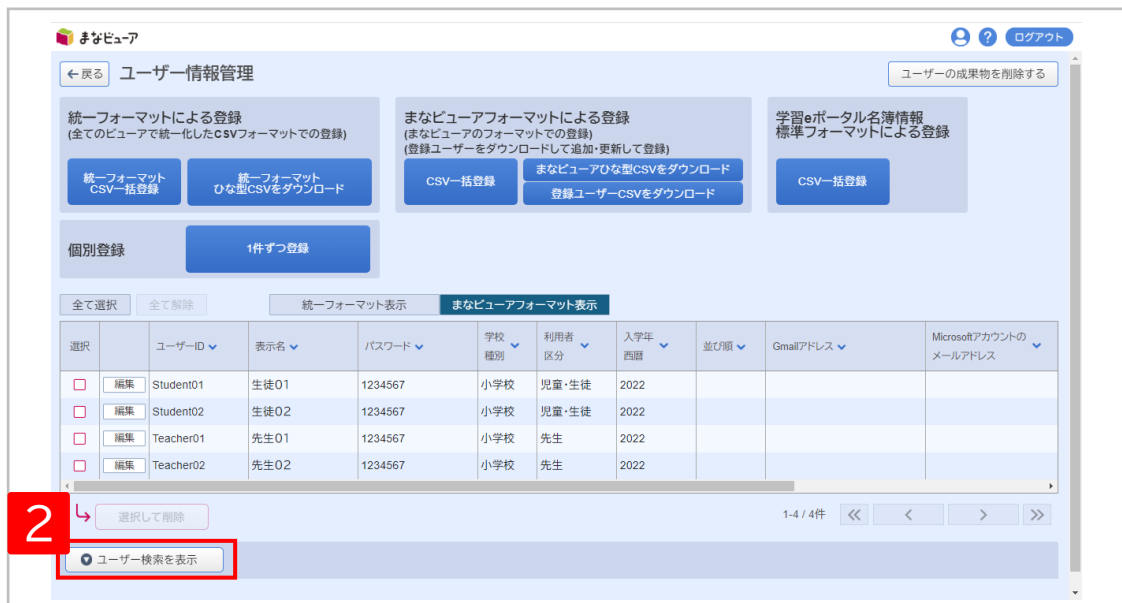 まなビューア
?
ログアウト
←戻る
ユーザー情報管理
ユーザーの成果物を削除する
統一フォーマットによる登録
(全てのビューアで統一化したCSVフォーマットでの登録)
統一フォーマット
CSV一括登録
統一フォーマット
ひな型CSVをダウンロード
まなビューアフォーマットによる登録
(まなビューアのフォーマットでの登録)
(登録ユーザーをダウンロードして追加・更新して登録)
CSV一括登録
まなビューアひな型CSVをダウンロード
登録ユーザーCSVをダウンロード
学習eポータル名簿情報
標準フォーマットによる登録
CSV一括登録
個別登録
1件ずつ登録
全て選択
全て解除
統一フォーマット表示
まなビューアフォーマット表示
選択 ユーザーID 表示名 パスワード 学校種別 利用者区分 入学年西暦 並び順 Gmailアドレス Microsoftアカウントのメールアドレス
編集 Student01 生徒01 1234567 小学校 児童・生徒 2022
編集 Student02 生徒02 1234567 小学校 児童・生徒 2022
編集 Teacher01 先生01 1234567 小学校 先生 2022
編集 Teacher02 先生02 1234567 小学校 先生 2022
選択して削除
1-4 / 4件
2
ユーザー検索を表示